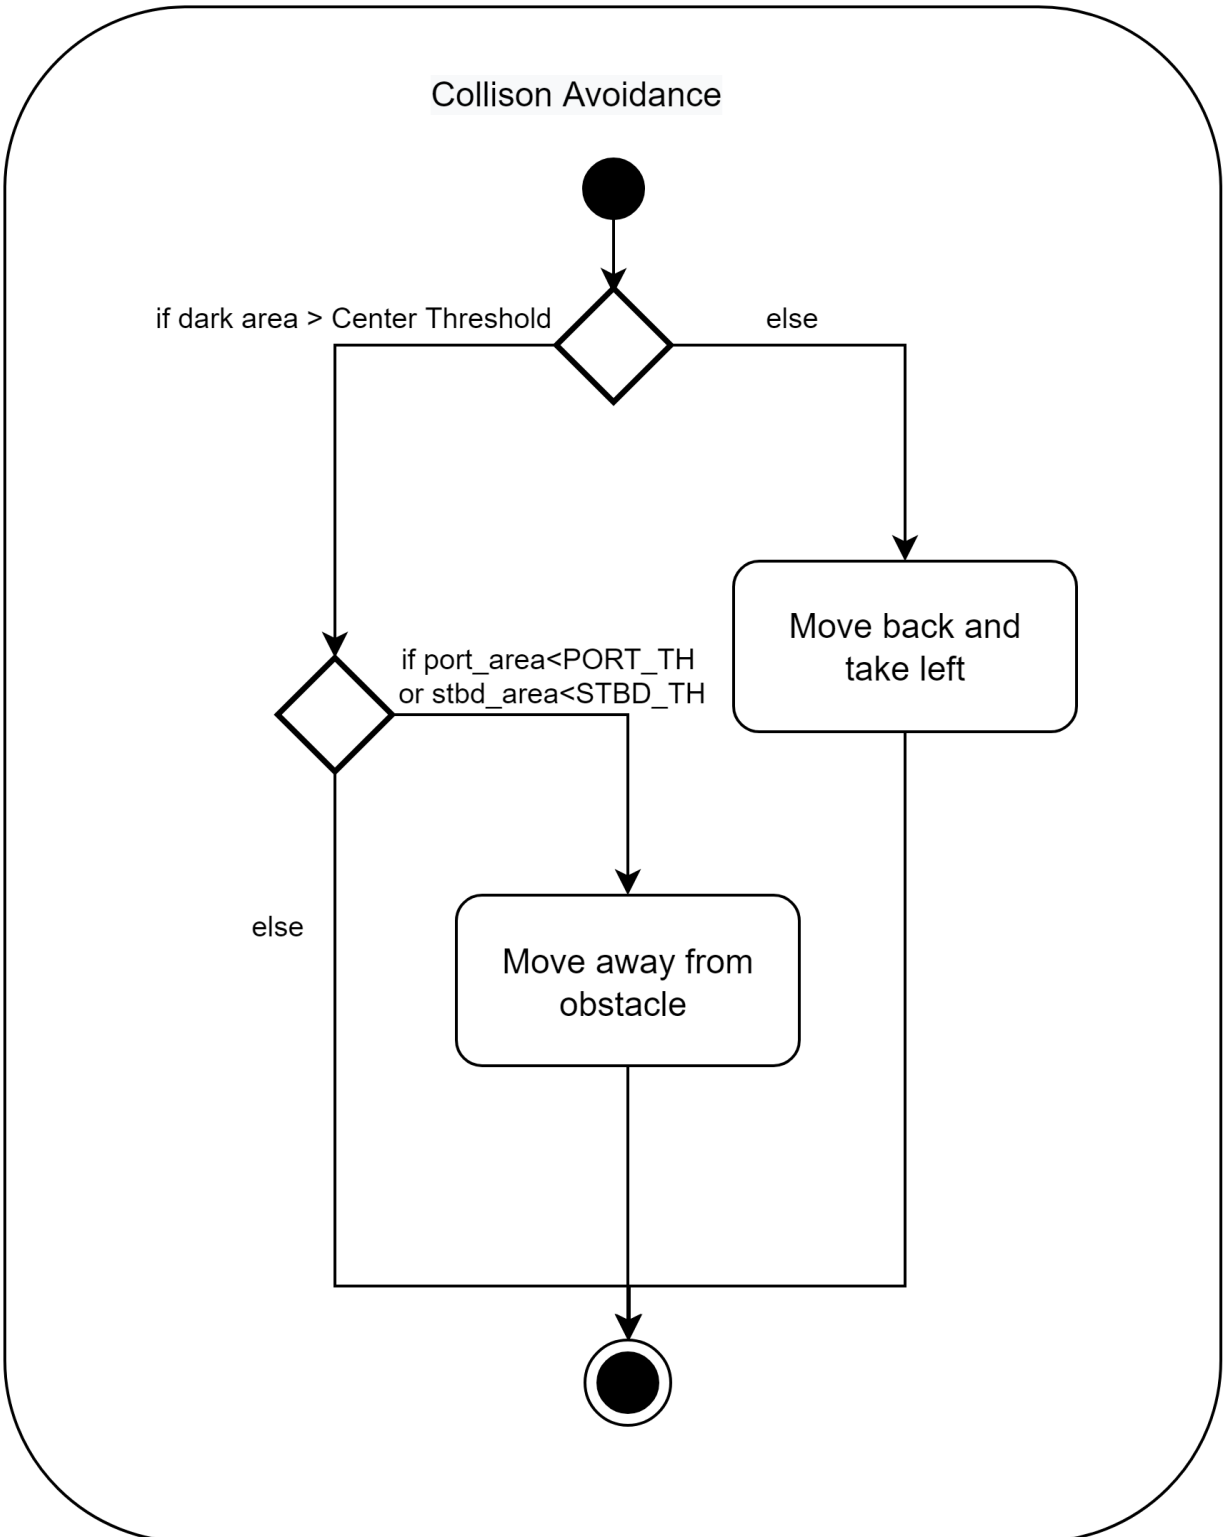 Collison Avoidance
if dark area > Center Threshold
else
Move back and
take left
if port_area<PORT_TH
or stbd_area<STBD_TH
else
Move away from
obstacle